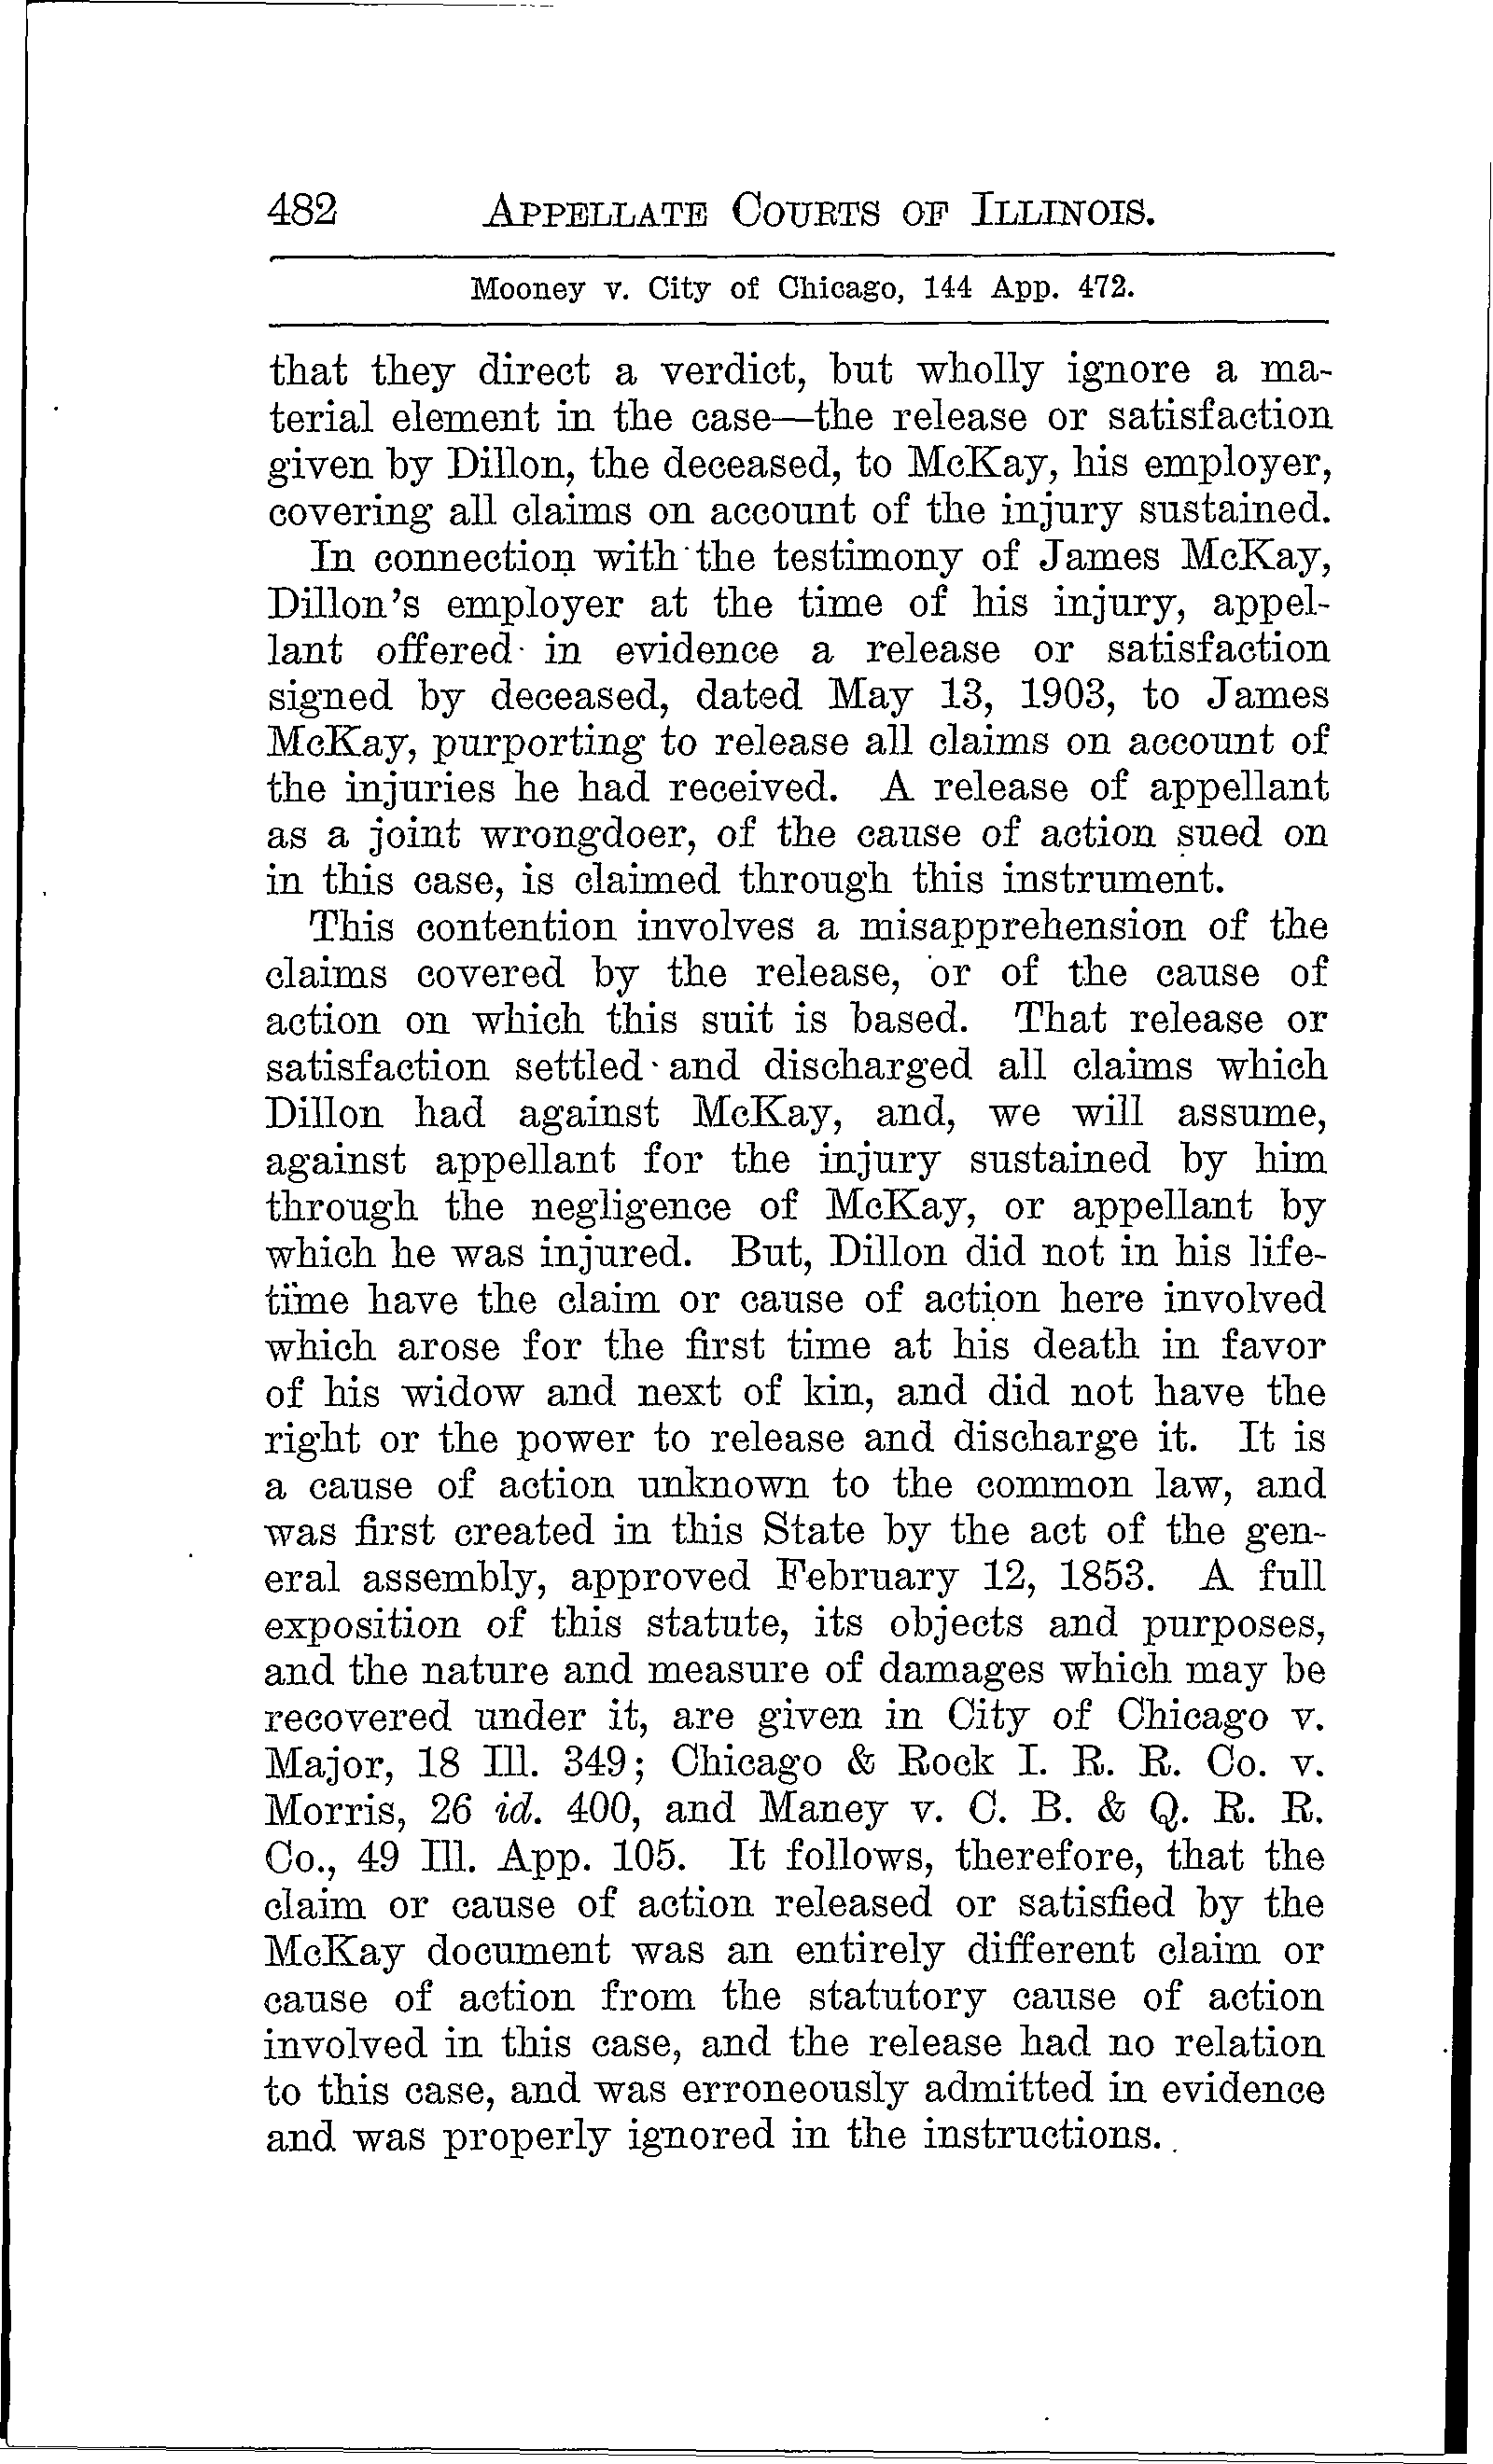 482 APPELLATE COURTS OF ILLINOIS.
Mooney v. City of Chicago, 144 App. 472.
that they direct a verdict, but wholly ignore a ma-
terial element in the case—the release or satisfaction
given by Dillon, the deceased, to McKay, his employer,
covering all claims on account of the injury sustained.
In connection with the testimony of James McKay,
Dillon's employer at the time of his injury, appel-
lant offered in evidence a release or satisfaction
signed by deceased, dated May 13, 1903, to James
McKay, purporting to release all claims on account of
the injuries he had received. A release of appellant
as a joint wrongdoer, of the cause of action sued on
in this case, is claimed through this instrument.
This contention involves a misapprehension of the
claims covered by the release, or of the cause of
action on which this suit is based. That release or
satisfaction settled and discharged all claims which
Dillon had against McKay, and, we will assume,
against appellant for the injury sustained by him
through the negligence of McKay, or appellant by
which he was injured. But, Dillon did not in his life-
time have the claim or cause of action here involved
which arose for the first time at his death in favor
of his widow and next of kin, and did not have the
right or the power to release and discharge it. It is
a cause of action unknown to the common law, and
was first created in this State by the act of the gen-
eral assembly, approved February 12, 1853. A full
exposition of this statute, its objects and purposes,
and the nature and measure of damages which may be
recovered under it, are given in City of Chicago v.
Major, 18 Ill. 349; Chicago & Rock I. R. R. Co. v.
Morris, 26 id. 400, and Maney v. C. B. & Q. R. R.
Co., 49 Ill. App. 105. It follows, therefore, that the
claim or cause of action released or satisfied by the
McKay document was an entirely different claim or
cause of action from the statutory cause of action
involved in this case, and the release had no relation
to this case, and was erroneously admitted in evidence
and was properly ignored in the instructions.